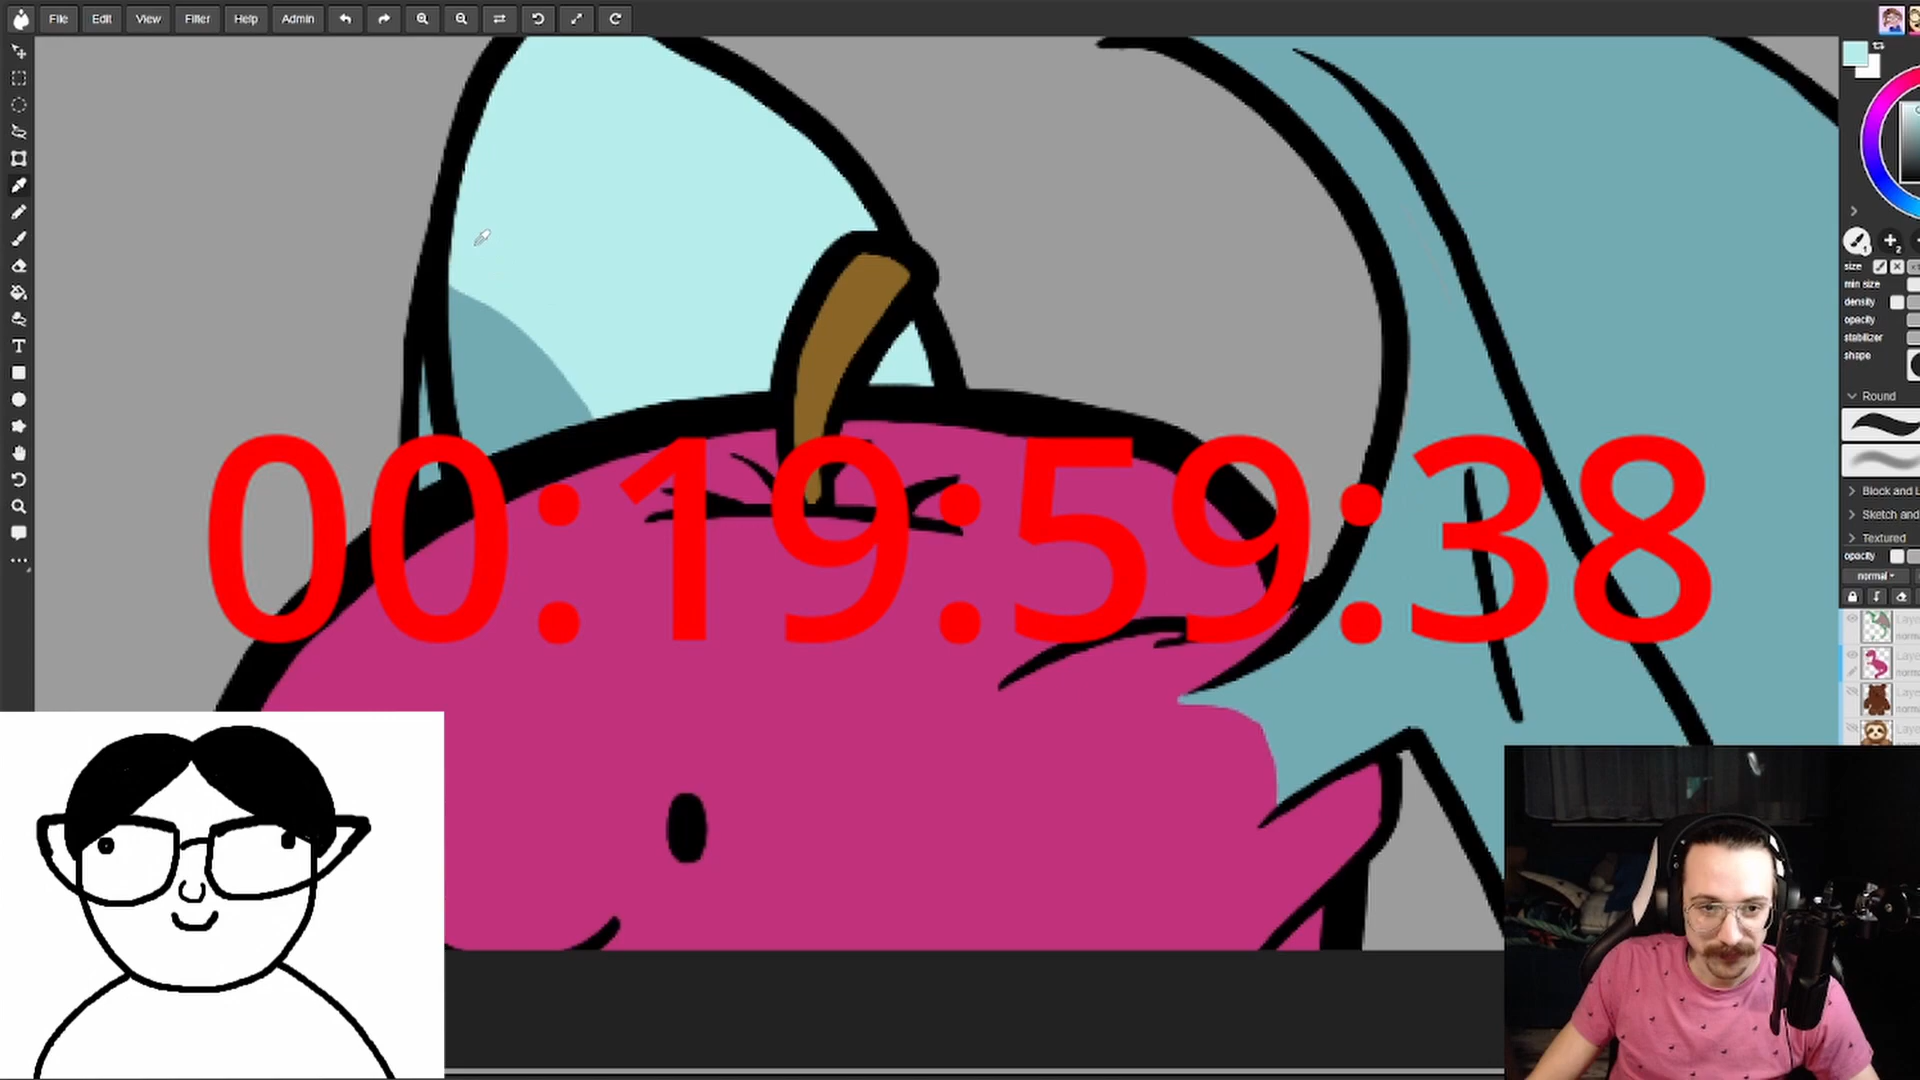 File Edit View Filter Help Admin
size
min size
density
opacity
stabilizer
shape
Round
00:19:59:38
Block and L
Sketch and
Textured
opacity
normal